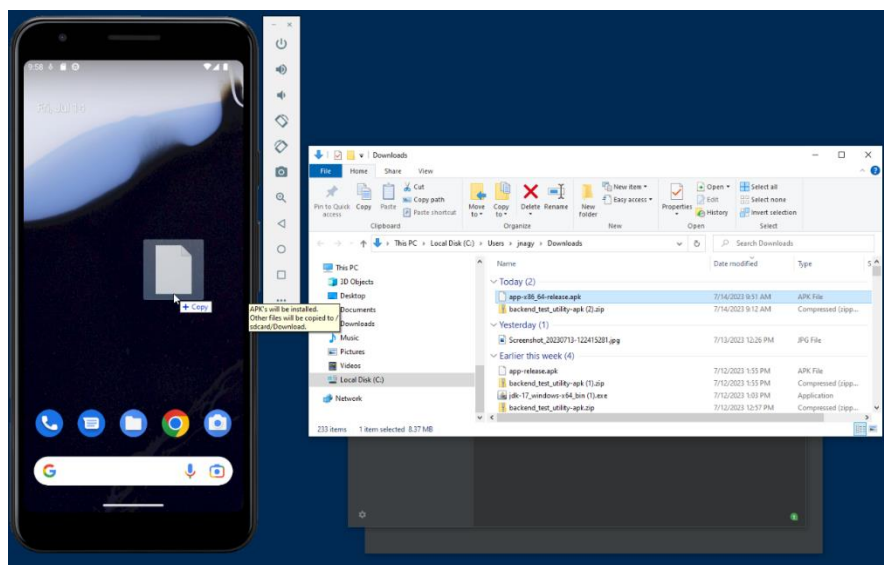 9:58
Fri, Jul 14
+ Copy
APK's will be installed.
Other files will be copied to /
sdcard/Download.
Downloads
File Home Share View
Pin to Quick access
Copy
Paste
Cut
Copy path
Paste shortcut
Clipboard
Move to
Copy to
Delete
Rename
Organize
New folder
New item
Easy access
New
Properties
Open
Edit
History
Open
Select all
Select none
Invert selection
Select
This PC > Local Disk (C:) > Users > jnagy > Downloads
Search Downloads
This PC
3D Objects
Desktop
Documents
Downloads
Music
Pictures
Videos
Local Disk (C:)
Network
Name Date modified Type S
Today (2)
app-x86_64-release.apk 7/14/2023 9:51 AM APK File
backend_test_utility-apk (2).zip 7/14/2023 9:12 AM Compressed (zipp...
Yesterday (1)
Screenshot_20230713-122415281.jpg 7/13/2023 12:26 PM JPG File
Earlier this week (4)
app-release.apk 7/12/2023 1:55 PM APK File
backend_test_utility-apk (1).zip 7/12/2023 1:55 PM Compressed (zipp...
jdk-17_windows-x64_bin (1).exe 7/12/2023 1:03 PM Application
backend_test_utility-apk.zip 7/12/2023 12:57 PM Compressed (zipp...
233 items 1 item selected 8.37 MB